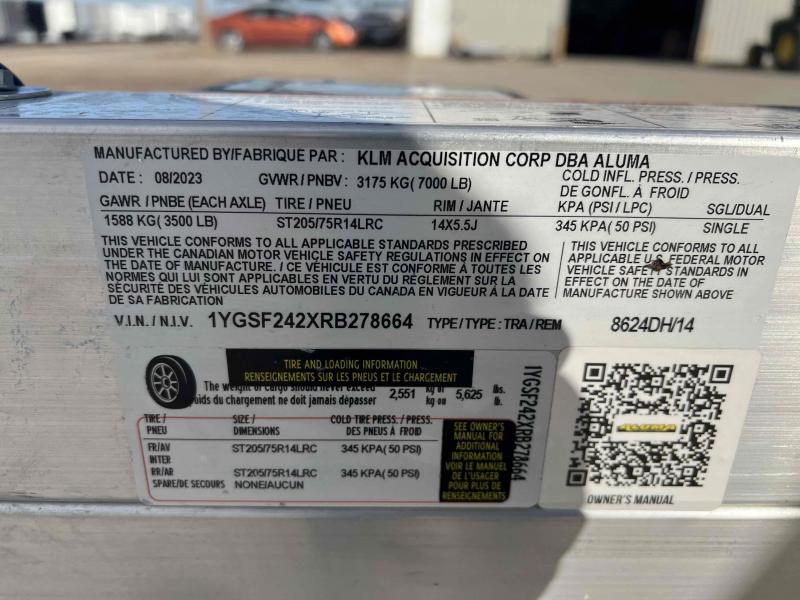 MANUFACTURED BY/FABRIQUE PAR : KLM ACQUISITION CORP DBA ALUMA
DATE : 08/2023 GVWR / PNBV : 3175 KG( 7000 LB)
COLD INFL. PRESS. / PRESS.
DE GONFL. À FROID
GAWR / PNBE (EACH AXLE) TIRE / PNEU RIM / JANTE KPA (PSI / LPC) SGL/DUAL
1588 KG( 3500 LB) ST205/75R14LRC 14X5.5J 345 KPA( 50 PSI) SINGLE
THIS VEHICLE CONFORMS TO ALL APPLICABLE STANDARDS PRESCRIBED
UNDER THE CANADIAN MOTOR VEHICLE SAFETY REGULATIONS IN EFFECT ON
THE DATE OF MANUFACTURE. / CE VÉHICULE EST CONFORME À TOUTES LES
NORMES QUI LUI SONT APPLICABLES EN VERTU DU RÈGLEMENT SUR LA
SÉCURITÉ DES VÉHICULES AUTOMOBILES DU CANADA EN VIGUEUR À LA DATE
DE SA FABRICATION
THIS VEHICLE CONFORMS TO ALL
APPLICABLE U.S. FEDERAL MOTOR
VEHICLE SAFETY STANDARDS IN
EFFECT ON THE DATE OF
MANUFACTURE SHOWN ABOVE
V.I.N. / N.I.V. 1YGSF242XRB278664 TYPE / TYPE : TRA / REM 8624DH/14
TIRE AND LOADING INFORMATION
RENSEIGNEMENTS SUR LES PNEUS ET LE CHARGEMENT
The weight of cargo should never exceed
poids du chargement ne doit jamais dépasser 2,551 kg or kg ou 5,625 lbs. lb.
TIRE / PNEU
SIZE / DIMENSIONS
COLD TIRE PRESS. / PRESS. DES PNEUS À FROID
FR/AV ST205/75R14LRC 345 KPA( 50 PSI)
INTER
RR/AR ST205/75R14LRC 345 KPA( 50 PSI)
SPARE/DE SECOURS NONE/AUCUN
SEE OWNER'S
MANUAL FOR
ADDITIONAL
INFORMATION
VOIR LE MANUEL
DE L'USAGER
POUR PLUS DE
RENSEIGNEMENTS
1YGSF242XRB278664
ALUMA
OWNER'S MANUAL